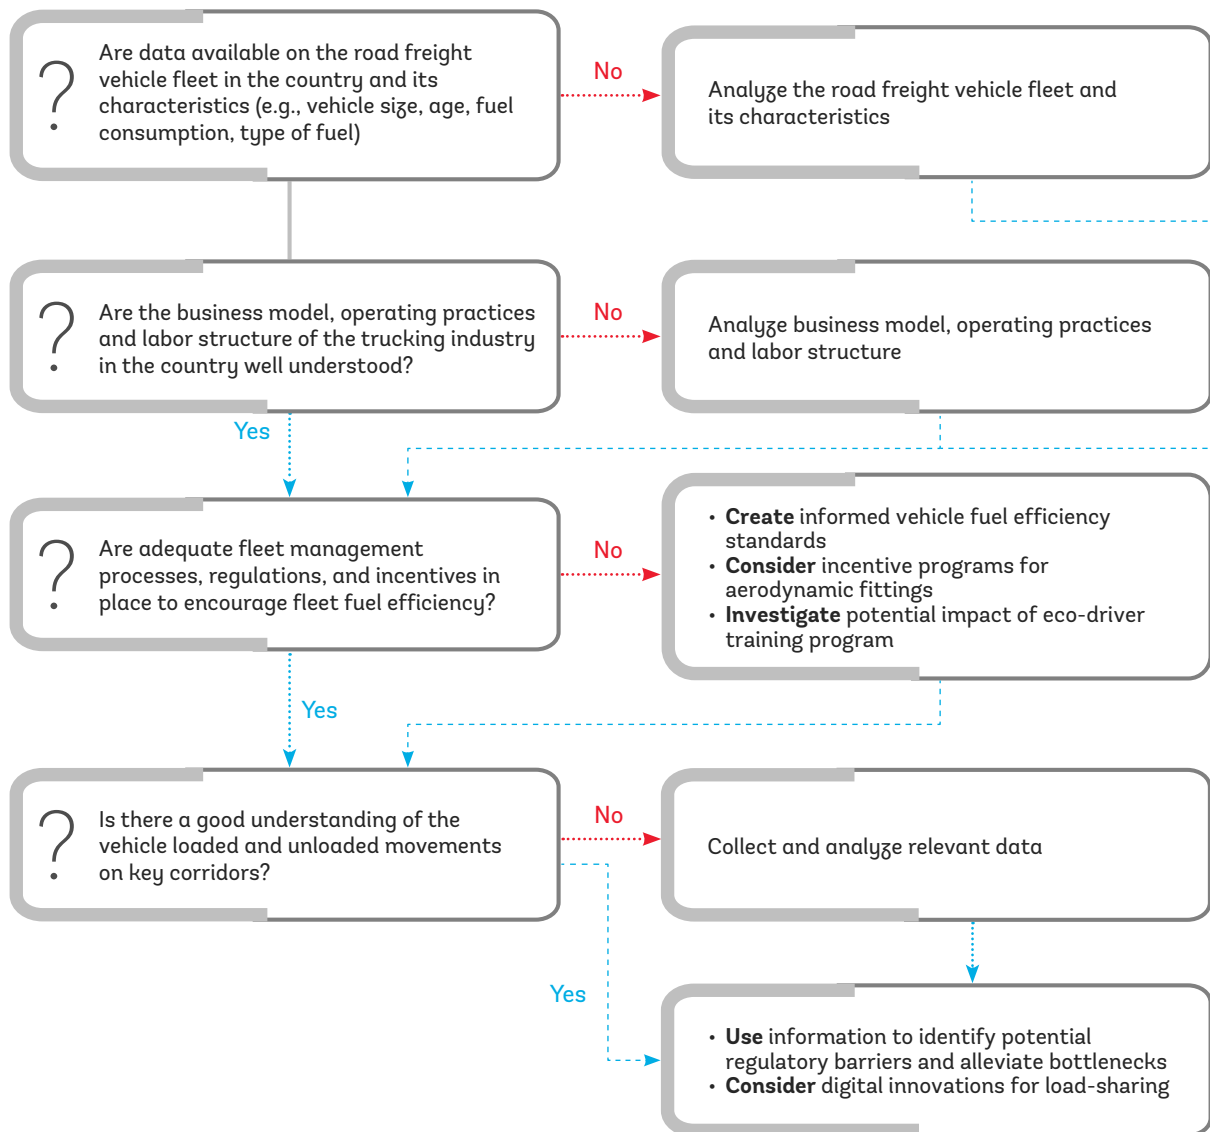 ?
Are data available on the road freight
vehicle fleet in the country and its
characteristics (e.g., vehicle size, age, fuel
consumption, type of fuel)
No
Analyze the road freight vehicle fleet and
its characteristics
?
Are the business model, operating practices
and labor structure of the trucking industry
in the country well understood?
No
Analyze business model, operating practices
and labor structure
Yes
?
Are adequate fleet management
processes, regulations, and incentives in
place to encourage fleet fuel efficiency?
No
• Create informed vehicle fuel efficiency
standards
• Consider incentive programs for
aerodynamic fittings
• Investigate potential impact of eco-driver
training program
Yes
?
Is there a good understanding of the
vehicle loaded and unloaded movements
on key corridors?
No
Collect and analyze relevant data
Yes
• Use information to identify potential
regulatory barriers and alleviate bottlenecks
• Consider digital innovations for load-sharing